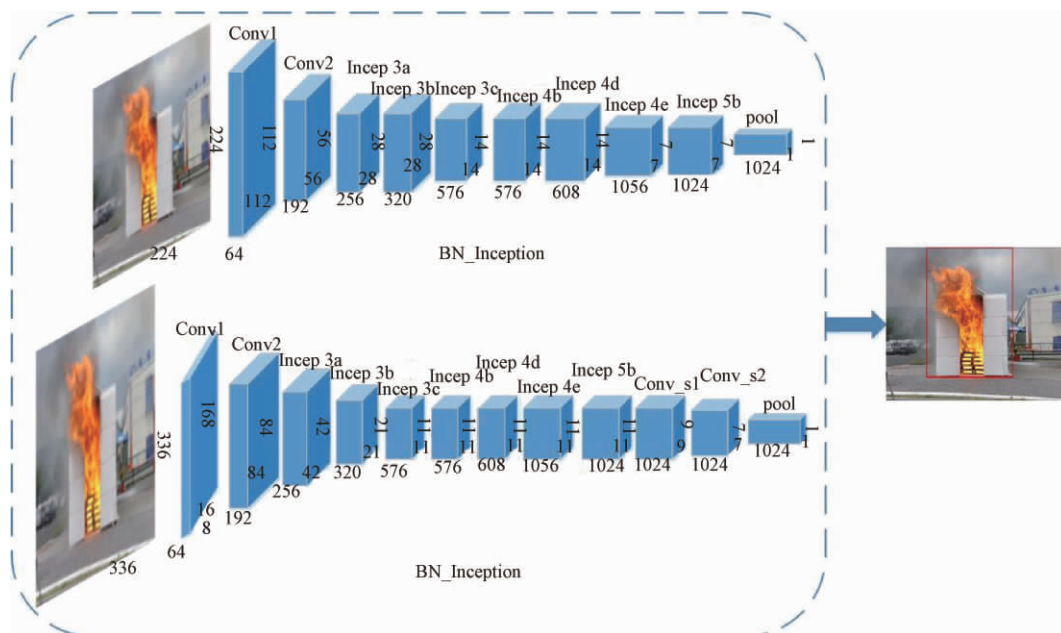 Conv1
Conv2
Incep 3a
Incep 3b
Incep 3c
Incep 4b
Incep 4d
Incep 4e
Incep 5b
pool
224
224
64
112
112
192
56
56
256
28
28
320
28
28
576
14
14
576
14
14
608
14
14
1056
7
7
1024
7
7
1024
1
1
BN_Inception
Conv1
Conv2
Incep 3a
Incep 3b
Incep 3c
Incep 4b
Incep 4d
Incep 4e
Incep 5b
Conv_s1
Conv_s2
pool
336
336
64
168
16
8
192
84
84
256
42
42
320
21
21
576
11
11
576
11
11
608
11
11
1056
11
11
1024
11
11
1024
9
9
1024
7
7
1024
1
1
BN_Inception